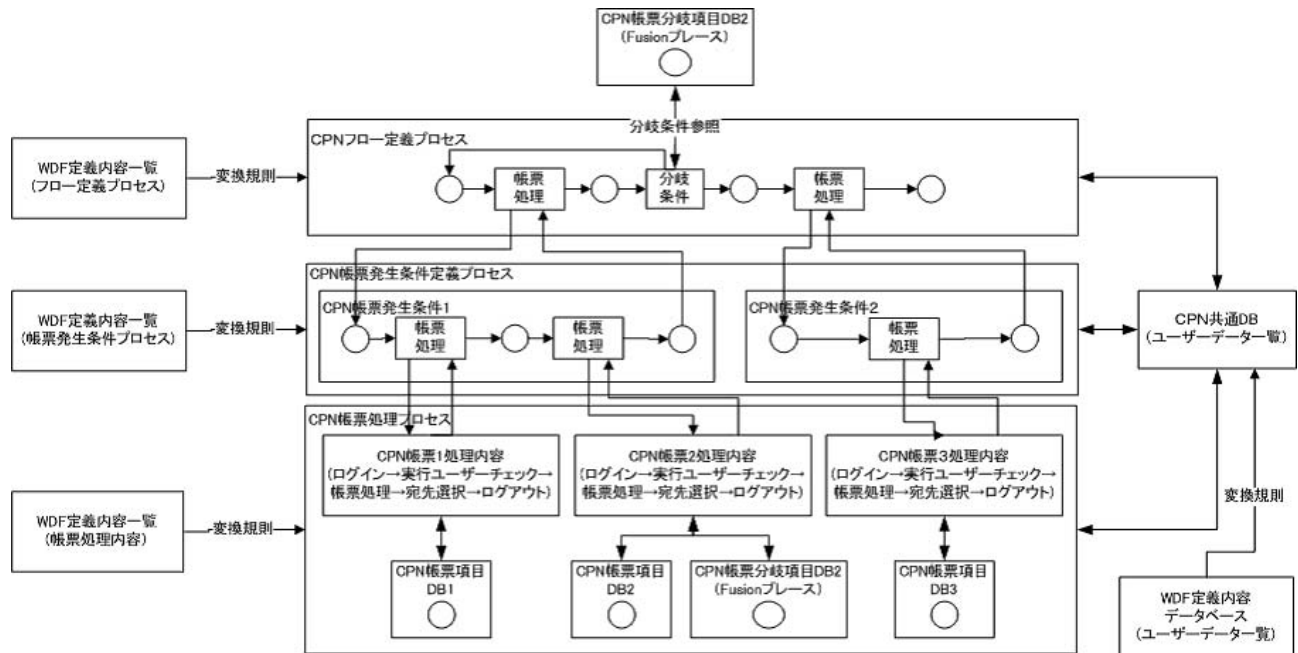 CPN帳票分岐項目DB2
(Fusionプレース)
分岐条件参照
CPNフロー定義プロセス
WDF定義内容一覧
(フロー定義プロセス)
変換規則
帳票
処理
分岐
条件
帳票
処理
CPN帳票発生条件定義プロセス
CPN帳票発生条件1
CPN帳票発生条件2
WDF定義内容一覧
(帳票発生条件プロセス)
変換規則
帳票
処理
帳票
処理
帳票
処理
CPN共通DB
(ユーザーデータ一覧)
CPN帳票処理プロセス
CPN帳票1処理内容
(ログイン→実行ユーザーチェック→
帳票処理→宛先選択→ログアウト)
CPN帳票2処理内容
(ログイン→実行ユーザーチェック→
帳票処理→宛先選択→ログアウト)
CPN帳票3処理内容
(ログイン→実行ユーザーチェック→
帳票処理→宛先選択→ログアウト)
WDF定義内容一覧
(帳票処理内容)
変換規則
変換規則
CPN帳票項目
DB1
CPN帳票項目
DB2
CPN帳票分岐項目DB2
(Fusionプレース)
CPN帳票項目
DB3
WDF定義内容
データベース
(ユーザーデータ一覧)